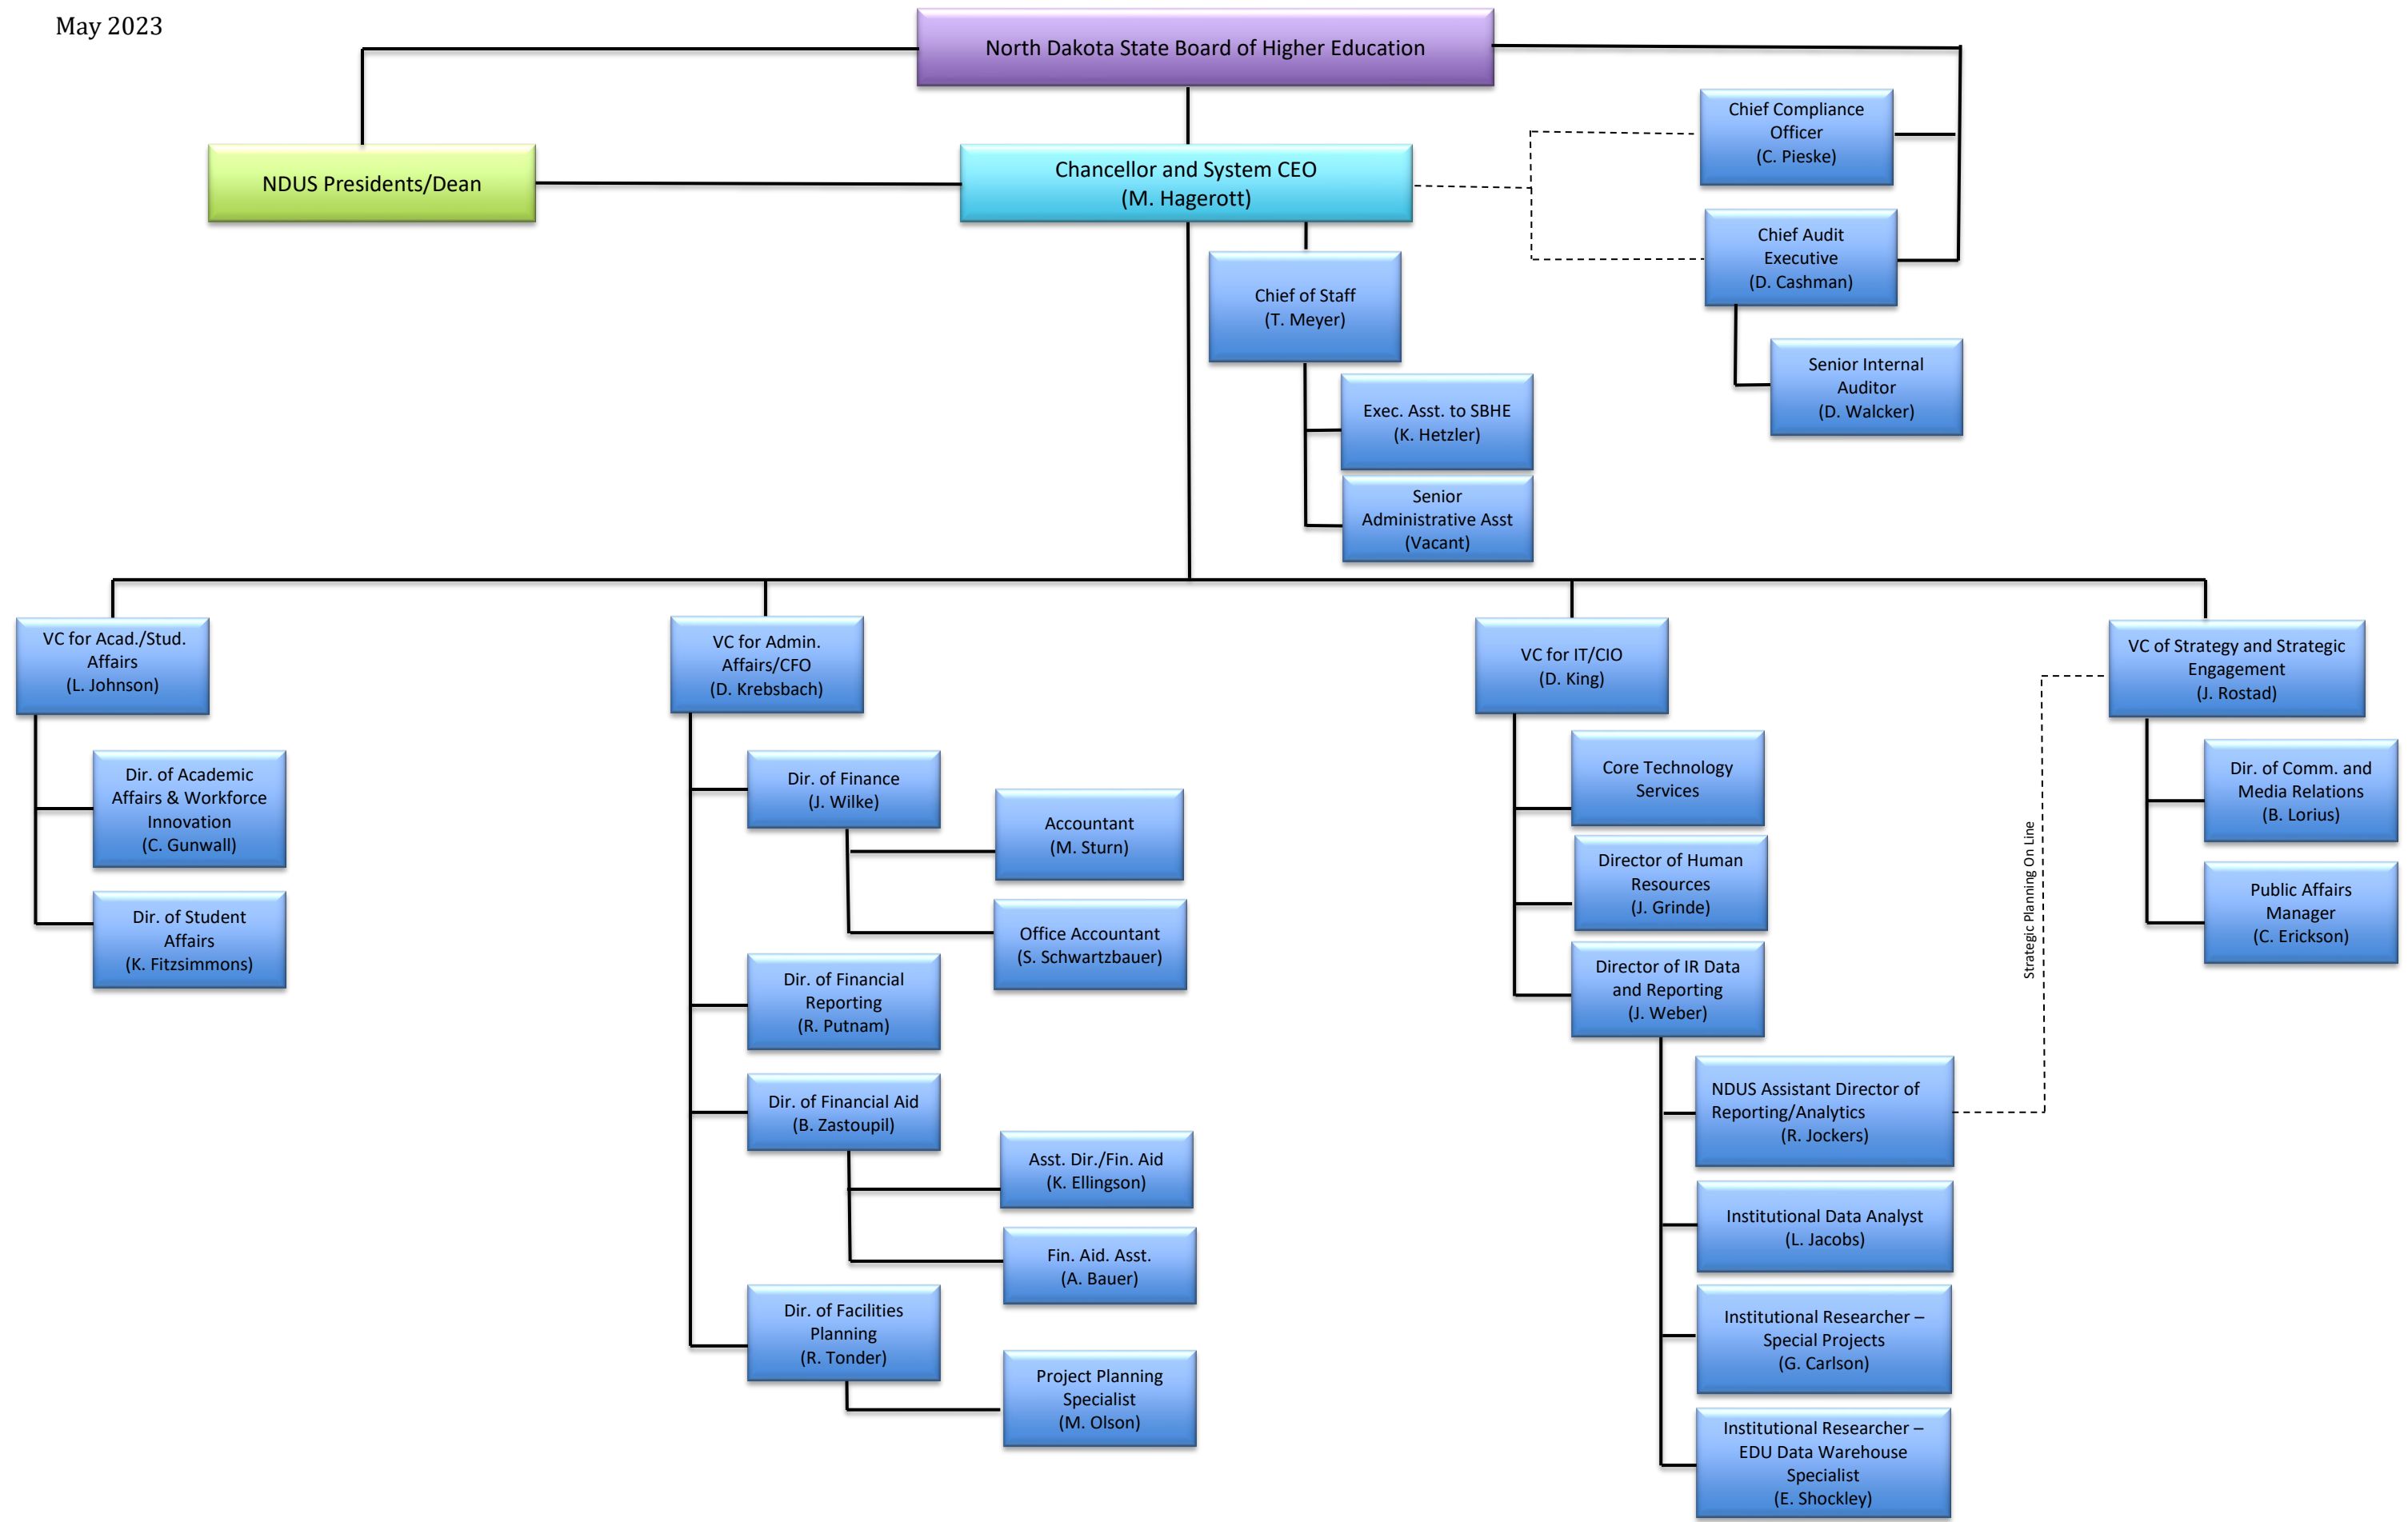 May 2023
North Dakota State Board of Higher Education
Chief Compliance
Officer
(C. Pieske)
NDUS Presidents/Dean
Chancellor and System CEO
(M. Hagerott)
Chief Audit
Executive
(D. Cashman)
Chief of Staff
(T. Meyer)
Senior Internal
Auditor
(D. Walcker)
Exec. Asst. to SBHE
(K. Hetzler)
Senior
Administrative Asst
(Vacant)
VC for Acad./Stud.
Affairs
(L. Johnson)
Dir. of Academic
Affairs & Workforce
Innovation
(C. Gunwall)
Dir. of Student
Affairs
(K. Fitzsimmons)
VC for Admin.
Affairs/CFO
(D. Krebsbach)
Dir. of Finance
(J. Wilke)
Accountant
(M. Sturn)
Office Accountant
(S. Schwartzbauer)
Dir. of Financial
Reporting
(R. Putnam)
Dir. of Financial Aid
(B. Zastoupil)
Asst. Dir./Fin. Aid
(K. Ellingson)
Fin. Aid. Asst.
(A. Bauer)
Dir. of Facilities
Planning
(R. Tonder)
Project Planning
Specialist
(M. Olson)
VC for IT/CIO
(D. King)
Core Technology
Services
Director of Human
Resources
(J. Grinde)
Director of IR Data
and Reporting
(J. Weber)
NDUS Assistant Director of
Reporting/Analytics
(R. Jockers)
Institutional Data Analyst
(L. Jacobs)
Institutional Researcher –
Special Projects
(G. Carlson)
Institutional Researcher –
EDU Data Warehouse
Specialist
(E. Shockley)
Strategic Planning On Line
VC of Strategy and Strategic
Engagement
(J. Rostad)
Dir. of Comm. and
Media Relations
(B. Lorius)
Public Affairs
Manager
(C. Erickson)